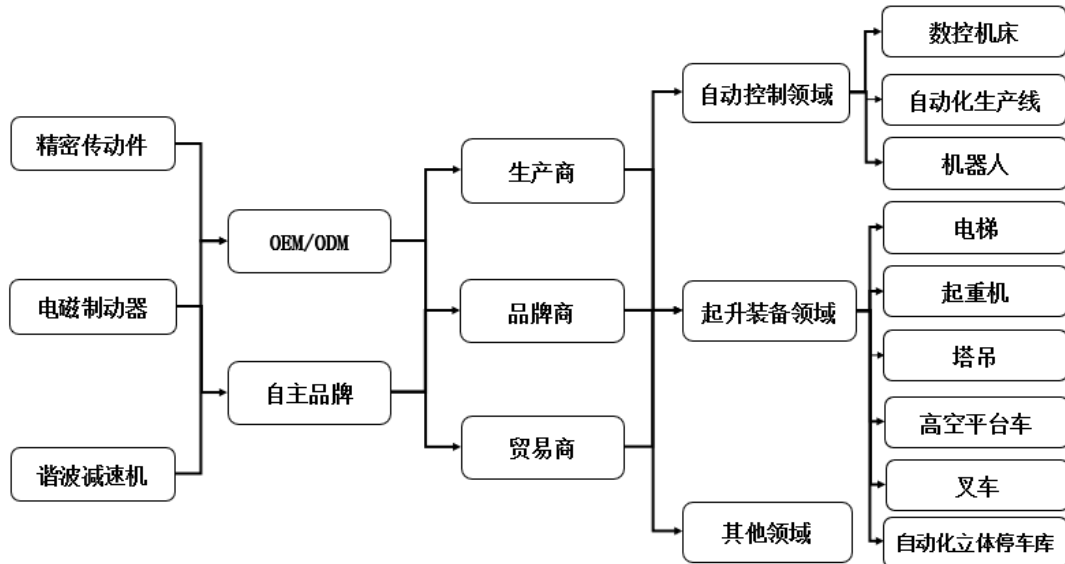 精密传动件
电磁制动器
谐波减速机
OEM/ODM
自主品牌
生产商
品牌商
贸易商
自动控制领域
起升装备领域
其他领域
数控机床
自动化生产线
机器人
电梯
起重机
塔吊
高空平台车
叉车
自动化立体停车库